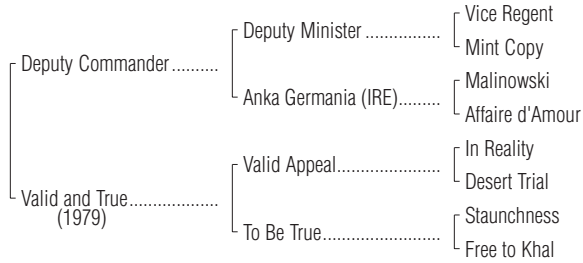 Vice Regent
Deputy Minister ................
Mint Copy
Deputy Commander..........
Malinowski
Anka Germania (IRE).........
Affaire d'Amour
In Reality
Valid Appeal......................
Desert Trial
Valid and True...................
(1979)
Staunchness
To Be True.........................
Free to Khal